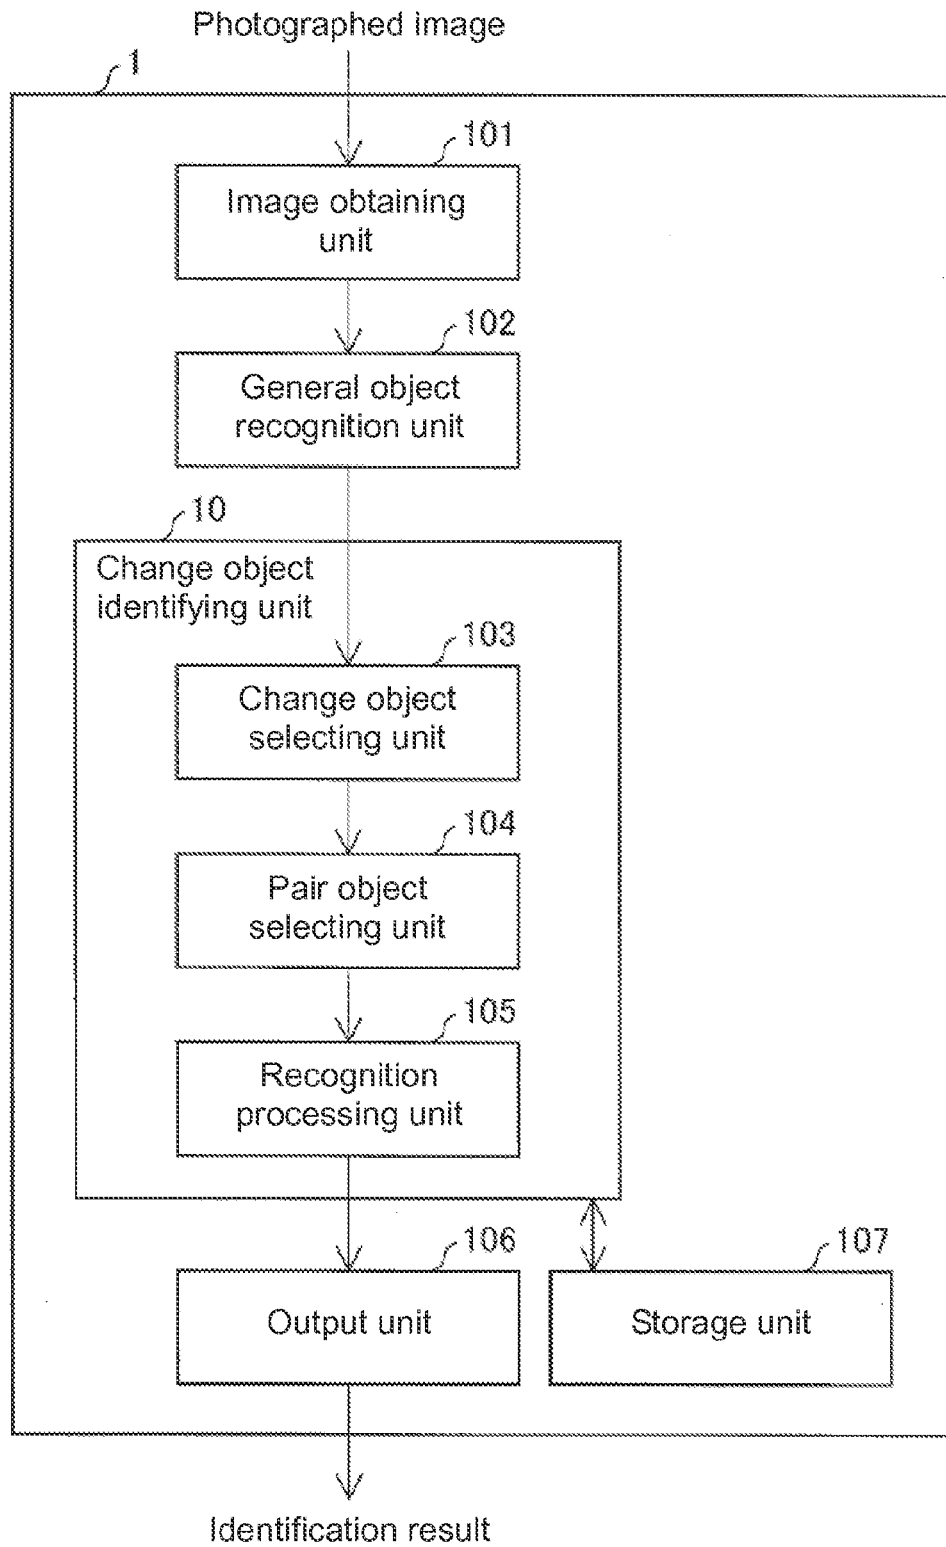 Photographed image
1
101
Image obtaining
unit
102
General object
recognition unit
10
Change object
identifying unit
103
Change object
selecting unit
104
Pair object
selecting unit
105
Recognition
processing unit
106
Output unit
107
Storage unit
Identification result